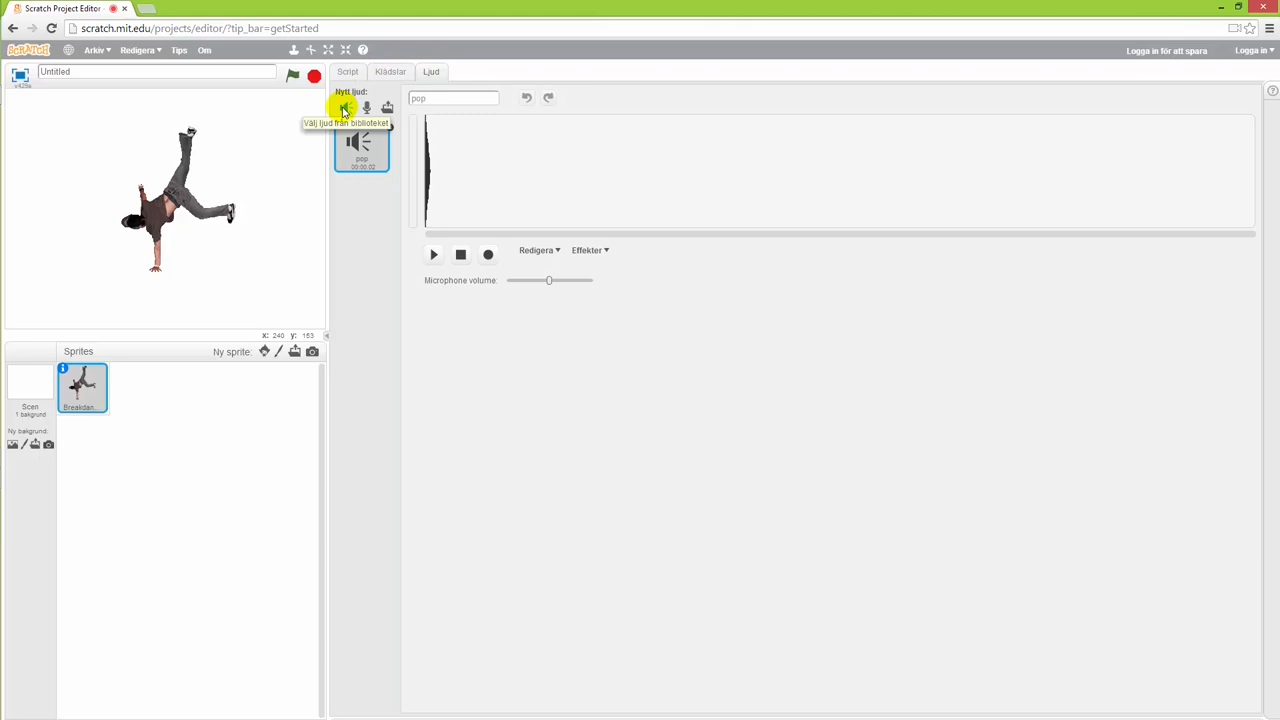 Scratch Project Editor
scratch.mit.edu/projects/editor/?tip_bar=getStarted
SCRATCH Arkiv Redigera Tips Om Logga in för att spara Logga in
Untitled
v429a
Script Klädslar Ljud
Nytt ljud:
pop
Välj ljud från biblioteket
pop
00:00.02
Redigera Effekter
Microphone volume:
x: 240 y: 153
Sprites Ny sprite:
Scen
1 bakgrund
Ny bakgrund:
Breakdan...